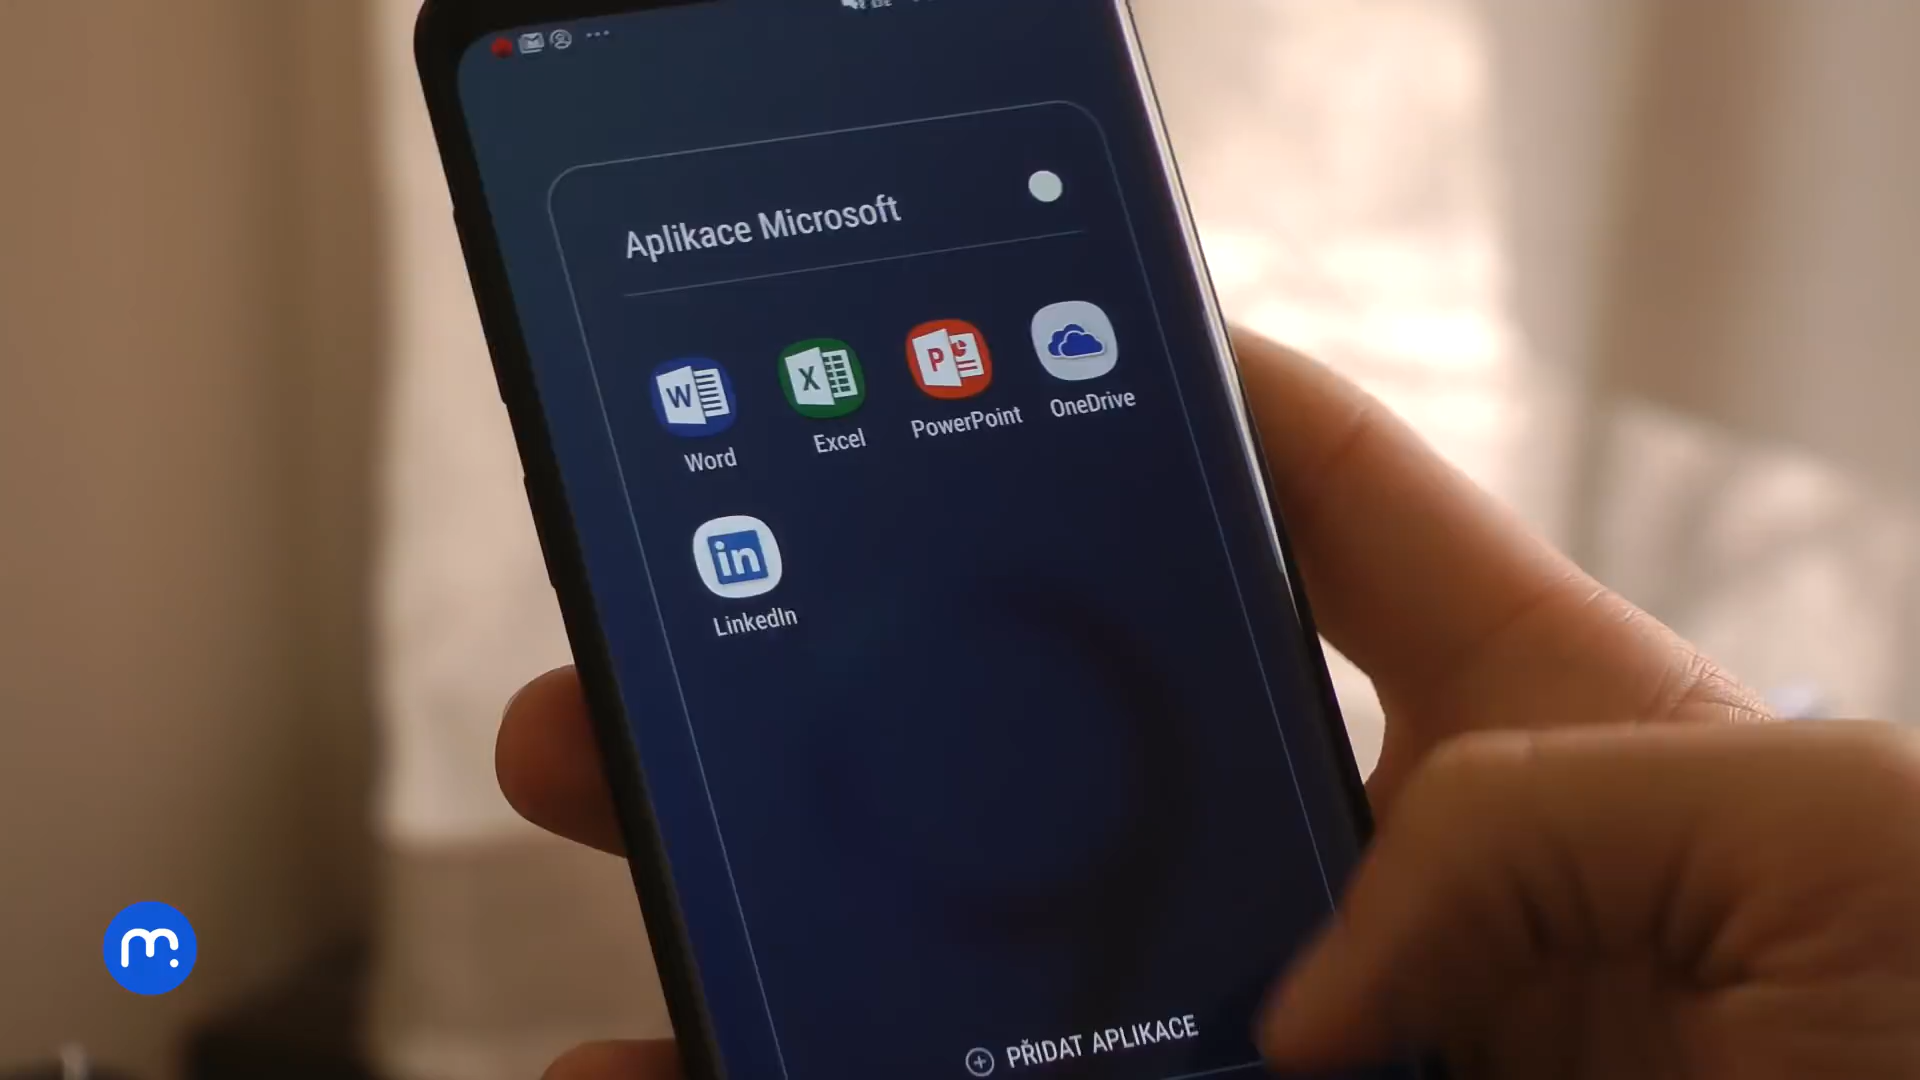 Aplikace Microsoft
Word
Excel
PowerPoint
OneDrive
LinkedIn
PŘIDAT APLIKACE